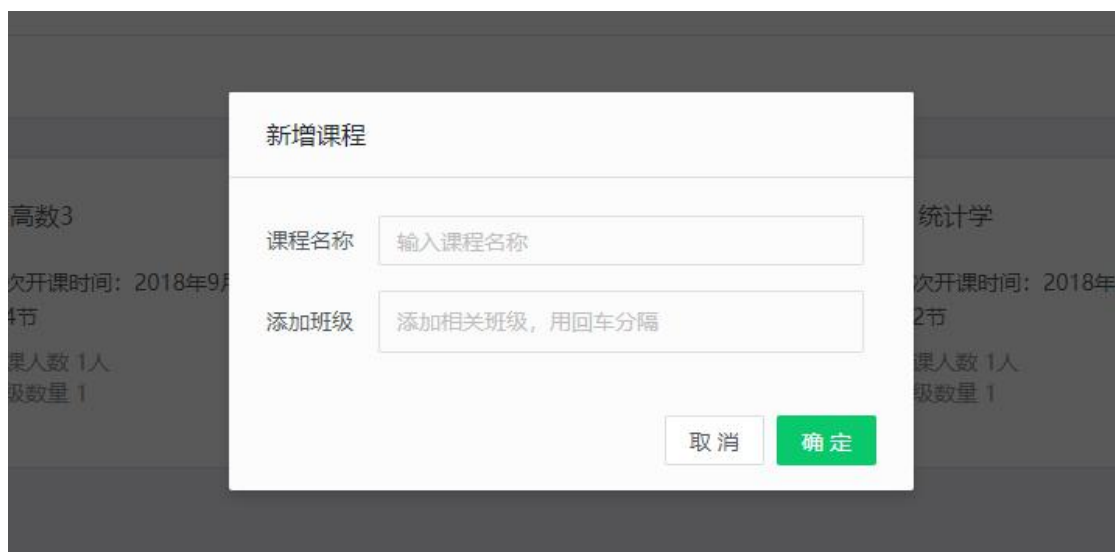 新增课程
高数3
统计学
课程名称
输入课程名称
次开课时间：2018年9月
次开课时间：2018年
4节
2节
添加班级
添加相关班级，用回车分隔
课人数 1人
课人数 1人
级数量 1
级数量 1
取 消
确 定